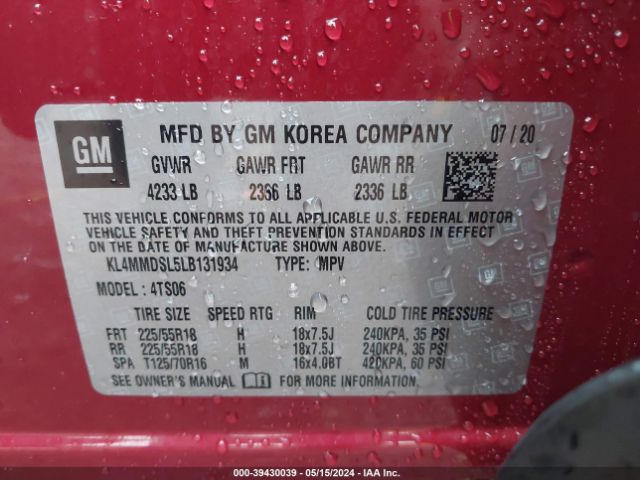 GM
MFD BY GM KOREA COMPANY 07 / 20
GVWR GAWR FRT GAWR RR
4233 LB 2356 LB 2336 LB
THIS VEHICLE CONFORMS TO ALL APPLICABLE U.S. FEDERAL MOTOR
VEHICLE SAFETY AND THEFT PREVENTION STANDARDS IN EFFECT
ON THE DATE OF MANUFACTURE SHOWN ABOVE.
KL4MMDSL5LB131934 TYPE: MPV
MODEL : 4TS06
TIRE SIZE SPEED RTG RIM COLD TIRE PRESSURE
FRT 225/55R18 H 18x7.5J 240KPA, 35 PSI
RR 225/55R18 H 18x7.5J 240KPA, 35 PSI
SPA T125/70R16 M 16x4.0BT 420KPA, 60 PSI
SEE OWNER'S MANUAL FOR MORE INFORMATION.
000-39430039 - 05/15/2024 - IAA Inc.